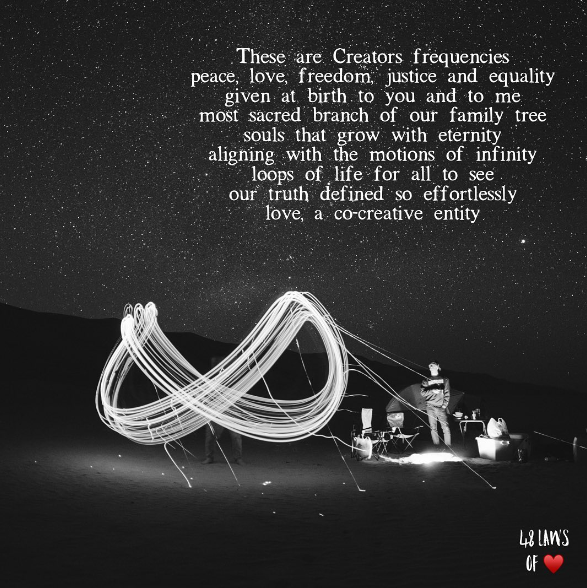 These are Creators frequencies
peace, love, freedom, justice and equality
given at birth to you and to me
most sacred branch of our family tree
souls that grow with eternity
aligning with the motions of infinity
loops of life for all to see
our truth defined so effortlessly
love, a co-creative entity
48 LAWS
OF ❤️